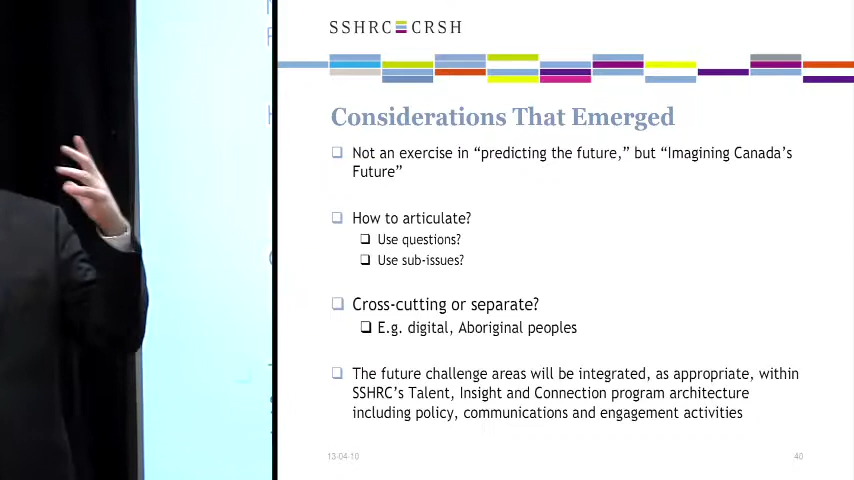 SSHRC CRSH
Considerations That Emerged
❑ Not an exercise in “predicting the future,” but “Imagining Canada’s
Future”
❑ How to articulate?
❑ Use questions?
❑ Use sub-issues?
❑ Cross-cutting or separate?
❑ E.g. digital, Aboriginal peoples
❑ The future challenge areas will be integrated, as appropriate, within
SSHRC’s Talent, Insight and Connection program architecture
including policy, communications and engagement activities
13-04-10
40